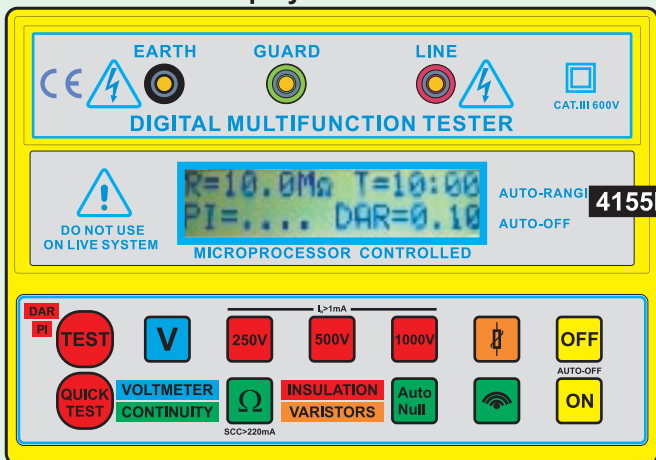 EARTH GUARD LINE
CE
CAT.III 600V
DIGITAL MULTIFUNCTION TESTER
R=10.0MΩ T=10:00
PI=.... DAR=0.10
DO NOT USE
ON LIVE SYSTEM
AUTO-RANGI
AUTO-OFF
4155
MICROPROCESSOR CONTROLLED
I>1mA
DAR
PI
TEST
V
250V
500V
1000V
OFF
AUTO-OFF
QUICK
TEST
VOLTMETER
CONTINUITY
Ω
SCC>220mA
INSULATION
VARISTORS
Auto
Null
ON